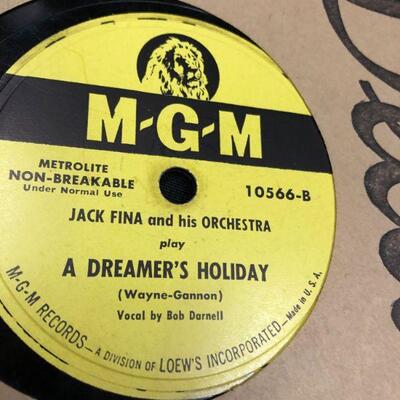 M-G-M
METROLITE
NON-BREAKABLE
Under Normal Use
10566-B
JACK FINA and his ORCHESTRA
play
A DREAMER'S HOLIDAY
(Wayne-Gannon)
Vocal by Bob Darnell
M-G-M RECORDS—A DIVISION OF LOEW'S INCORPORATED—Made in U. S. A.